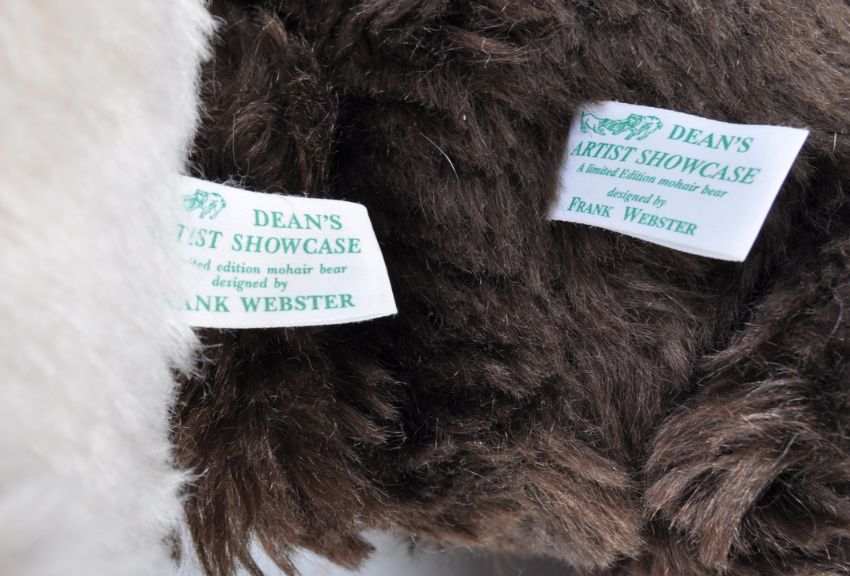 DEAN'S
SHOWCASE
edition mohair bear
designed by
WEBSTER
DEAN'S
ARTIST SHOWCASE
A limited Edition mohair bear
designed by
FRANK WEBSTER